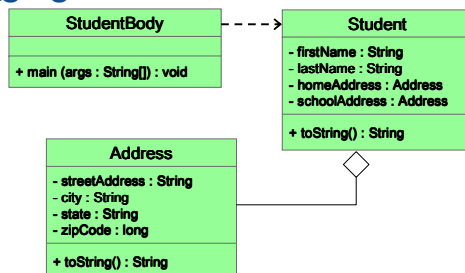 StudentBody
+ main (args : String[]) : void
Student
- firstName : String
- lastName : String
- homeAddress : Address
- schoolAddress : Address
+ toString() : String
Address
- streetAddress : String
- city : String
- state : String
- zipCode : long
+ toString() : String